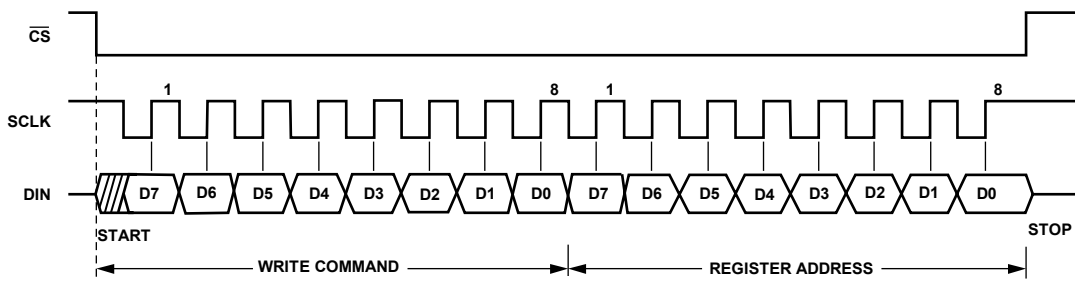 CS
1 8 1 8
SCLK
DIN D7 D6 D5 D4 D3 D2 D1 D0 D7 D6 D5 D4 D3 D2 D1 D0
START STOP
WRITE COMMAND REGISTER ADDRESS